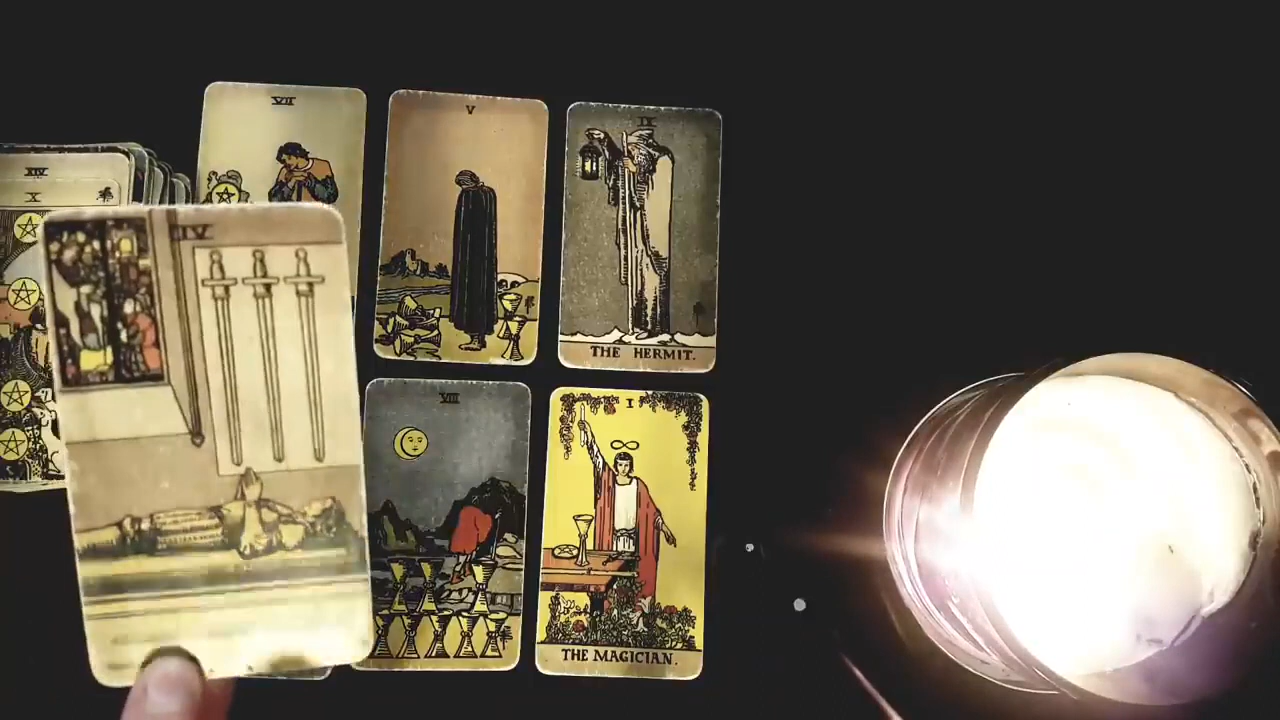 VII
V
IX
THE HERMIT.
XIV
X
IV
VIII
I
THE MAGICIAN.